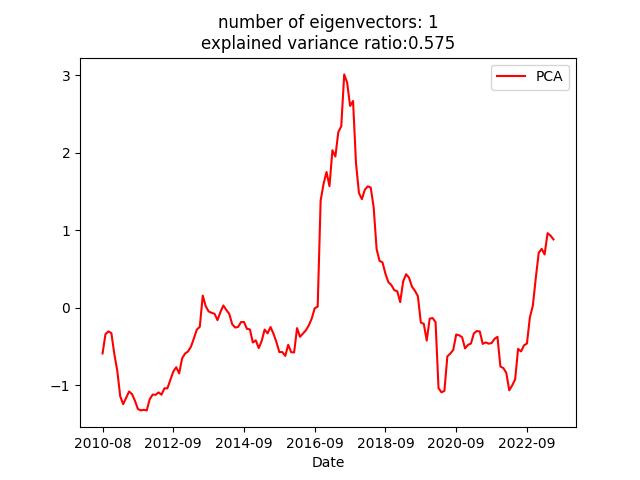 number of eigenvectors: 1
explained variance ratio:0.575
PCA
3
2
1
0
−1
2010-08 2012-09 2014-09 2016-09 2018-09 2020-09 2022-09
Date